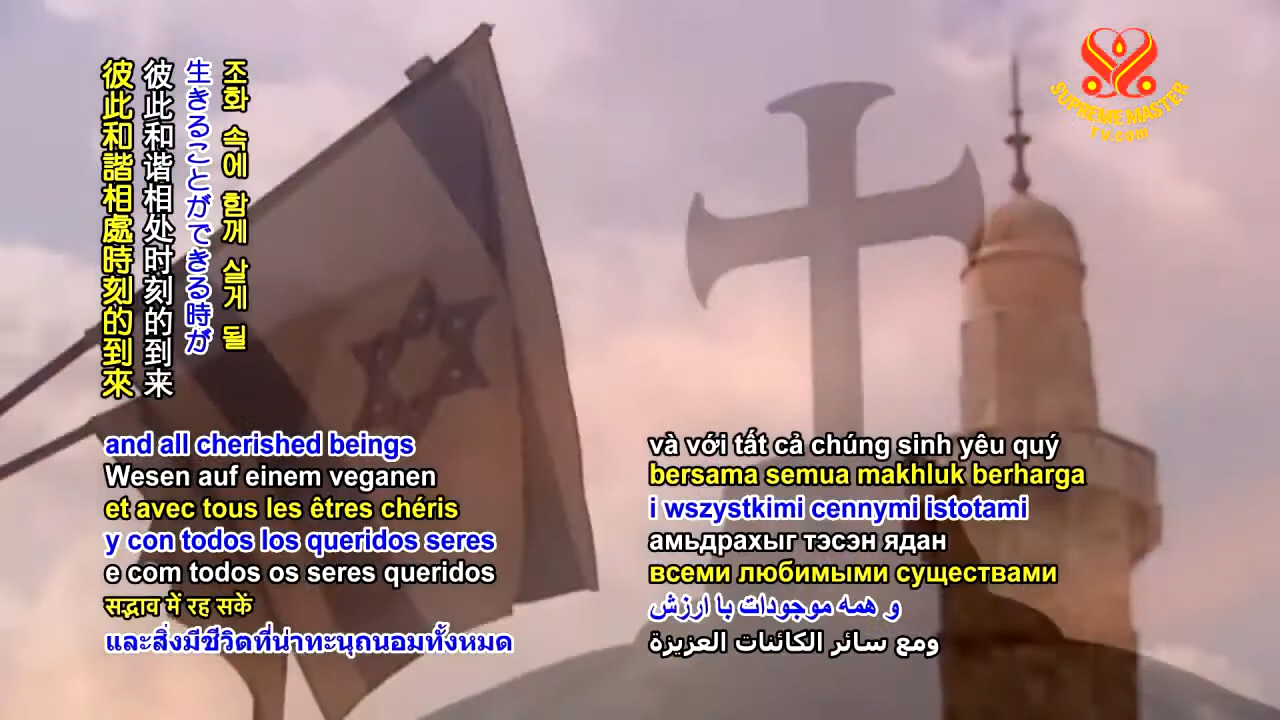 조화 속에 함께 살게 될
生きることができる時が
彼此和谐相处时刻的到来
彼此和諧相處時刻的到來
SUPREME MASTER
TV.com
and all cherished beings
Wesen auf einem veganen
et avec tous les êtres chéris
y con todos los queridos seres
e com todos os seres queridos
सद्भाव में रह सकें
และสิ่งมีชีวิตที่น่าทะนุถนอมทั้งหมด
và với tất cả chúng sinh yêu quý
bersama semua makhluk berharga
i wszystkimi cennymi istotami
амьдрахыг тэсэн ядан
всеми любимыми существами
و همه موجودات با ارزش
ومع سائر الكائنات العزيزة